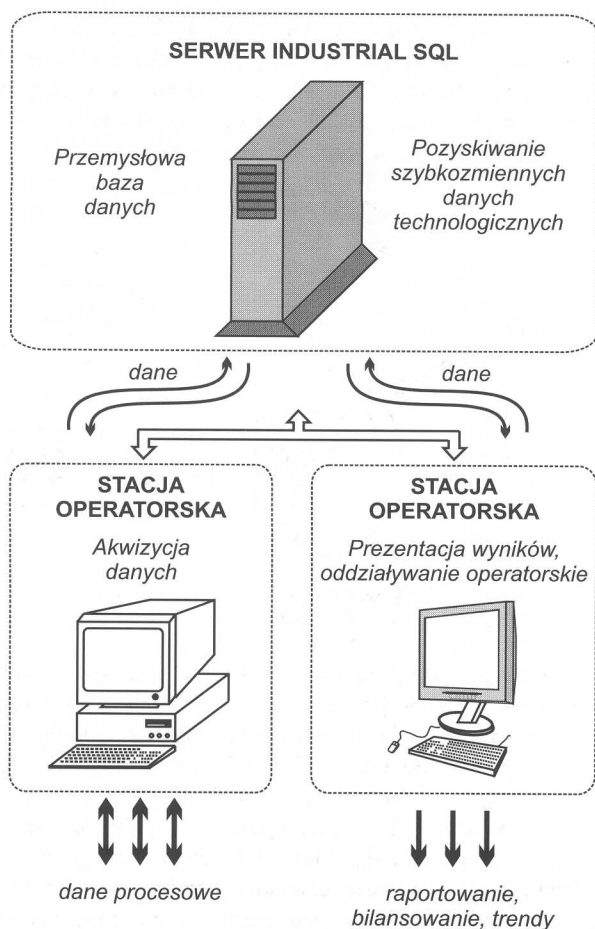 SERWER INDUSTRIAL SQL
Przemysłowa
baza
danych
Pozyskiwanie
szybkozmiennych
danych
technologicznych
dane
dane
STACJA
OPERATORSKA
Akwizycja
danych
STACJA
OPERATORSKA
Prezentacja wyników,
oddziaływanie operatorskie
dane procesowe
raportowanie,
bilansowanie, trendy